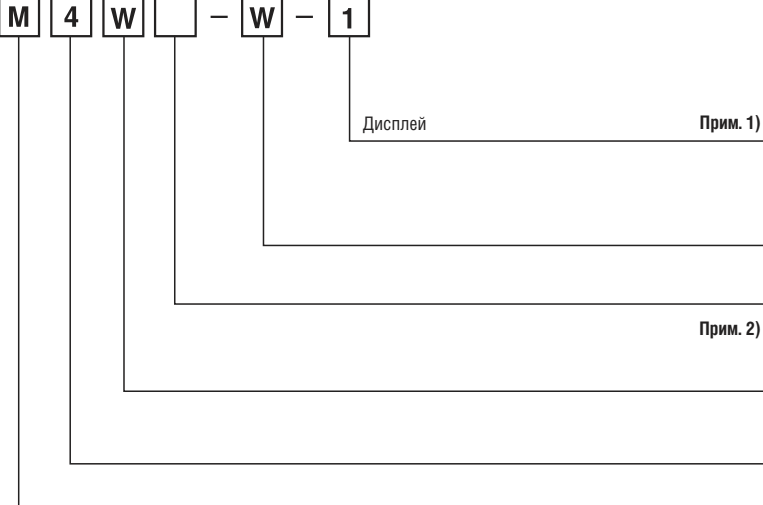 M 4 W – W – 1
Дисплей Прим. 1)
Прим. 2)